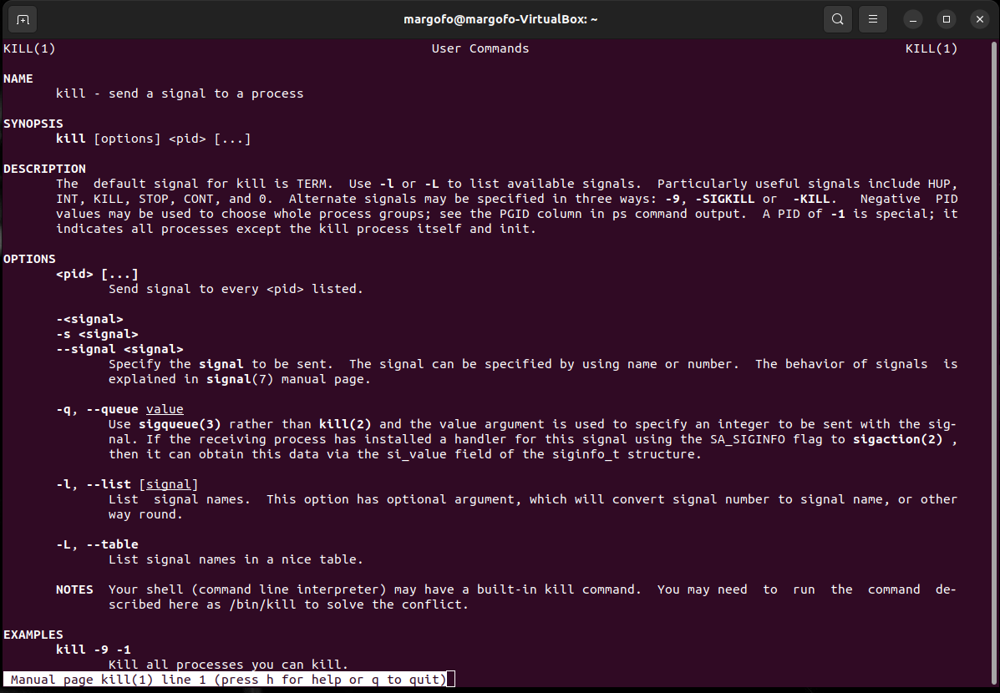 margofo@margofo-VirtualBox: ~
KILL(1) User Commands KILL(1)
NAME
kill - send a signal to a process
SYNOPSIS
kill [options] <pid> [...]
DESCRIPTION
The  default signal for kill is TERM.  Use -l or -L to list available signals.  Particularly useful signals include HUP,
INT, KILL, STOP, CONT, and 0.  Alternate signals may be specified in three ways: -9, -SIGKILL or  -KILL.   Negative  PID
values may be used to choose whole process groups; see the PGID column in ps command output.  A PID of -1 is special; it
indicates all processes except the kill process itself and init.
OPTIONS
<pid> [...]
Send signal to every <pid> listed.
-<signal>
-s <signal>
--signal <signal>
Specify the signal to be sent.  The signal can be specified by using name or number.  The behavior of signals  is
explained in signal(7) manual page.
-q, --queue value
Use sigqueue(3) rather than kill(2) and the value argument is used to specify an integer to be sent with the sig-
nal. If the receiving process has installed a handler for this signal using the SA_SIGINFO flag to sigaction(2) ,
then it can obtain this data via the si_value field of the siginfo_t structure.
-l, --list [signal]
List  signal names.  This option has optional argument, which will convert signal number to signal name, or other
way round.
-L, --table
List signal names in a nice table.
NOTES  Your shell (command line interpreter) may have a built-in kill command.  You may need  to  run  the  command  de-
scribed here as /bin/kill to solve the conflict.
EXAMPLES
kill -9 -1
Kill all processes you can kill.
Manual page kill(1) line 1 (press h for help or q to quit)